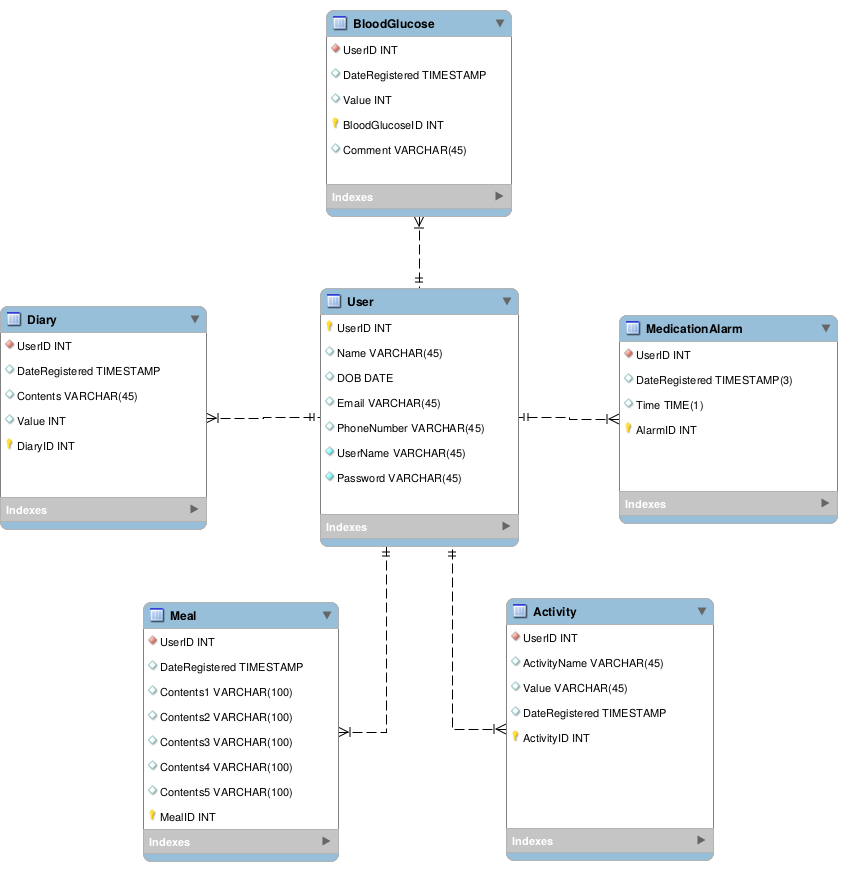 BloodGlucose
UserID INT
DateRegistered TIMESTAMP
Value INT
BloodGlucoseID INT
Comment VARCHAR(45)
Indexes
Diary
UserID INT
DateRegistered TIMESTAMP
Contents VARCHAR(45)
Value INT
DiaryID INT
Indexes
User
UserID INT
Name VARCHAR(45)
DOB DATE
Email VARCHAR(45)
PhoneNumber VARCHAR(45)
UserName VARCHAR(45)
Password VARCHAR(45)
Indexes
MedicationAlarm
UserID INT
DateRegistered TIMESTAMP(3)
Time TIME(1)
AlarmID INT
Indexes
Meal
UserID INT
DateRegistered TIMESTAMP
Contents1 VARCHAR(100)
Contents2 VARCHAR(100)
Contents3 VARCHAR(100)
Contents4 VARCHAR(100)
Contents5 VARCHAR(100)
MealID INT
Indexes
Activity
UserID INT
ActivityName VARCHAR(45)
Value VARCHAR(45)
DateRegistered TIMESTAMP
ActivityID INT
Indexes